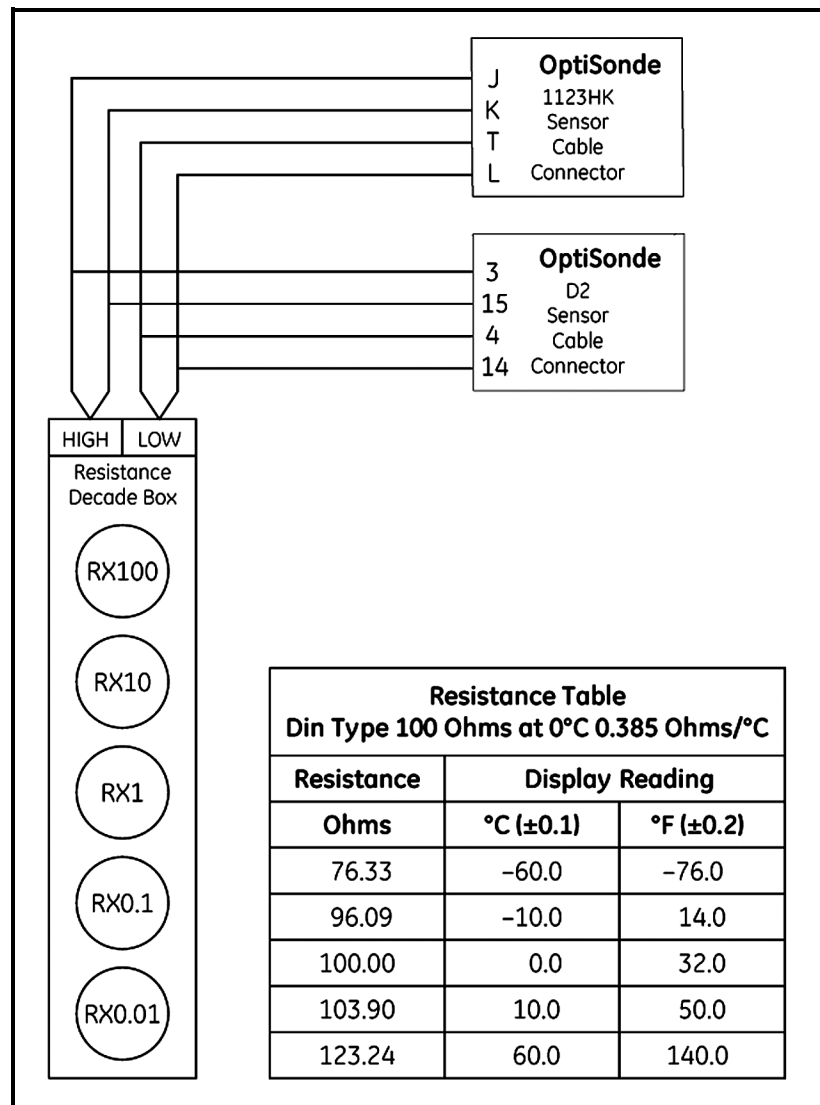 OptiSonde
1123HK
Sensor
Cable
Connector
J
K
T
L
OptiSonde
D2
Sensor
Cable
Connector
3
15
4
14
HIGH LOW
Resistance
Decade Box
RX100
RX10
RX1
RX0.1
RX0.01
Resistance Table
Din Type 100 Ohms at 0°C 0.385 Ohms/°C
Resistance Display Reading
Ohms °C (±0.1) °F (±0.2)
76.33 –60.0 –76.0
96.09 –10.0 14.0
100.00 0.0 32.0
103.90 10.0 50.0
123.24 60.0 140.0